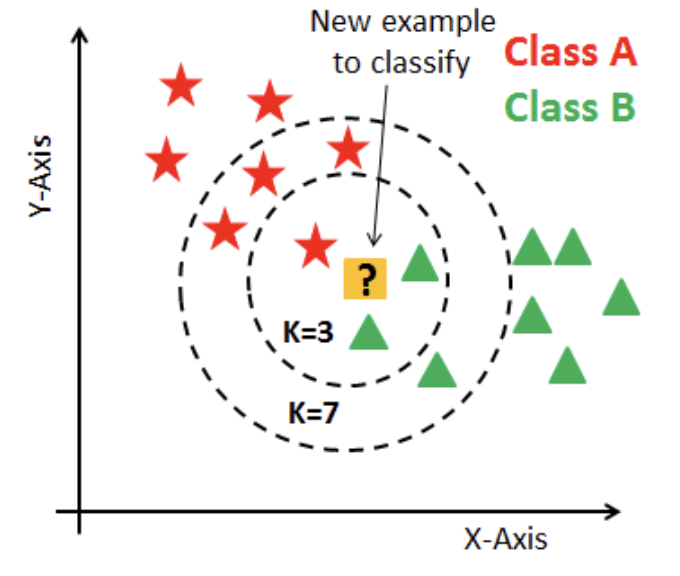 New example
to classify
Class A
Class B
Y-Axis
?
K=3
K=7
X-Axis